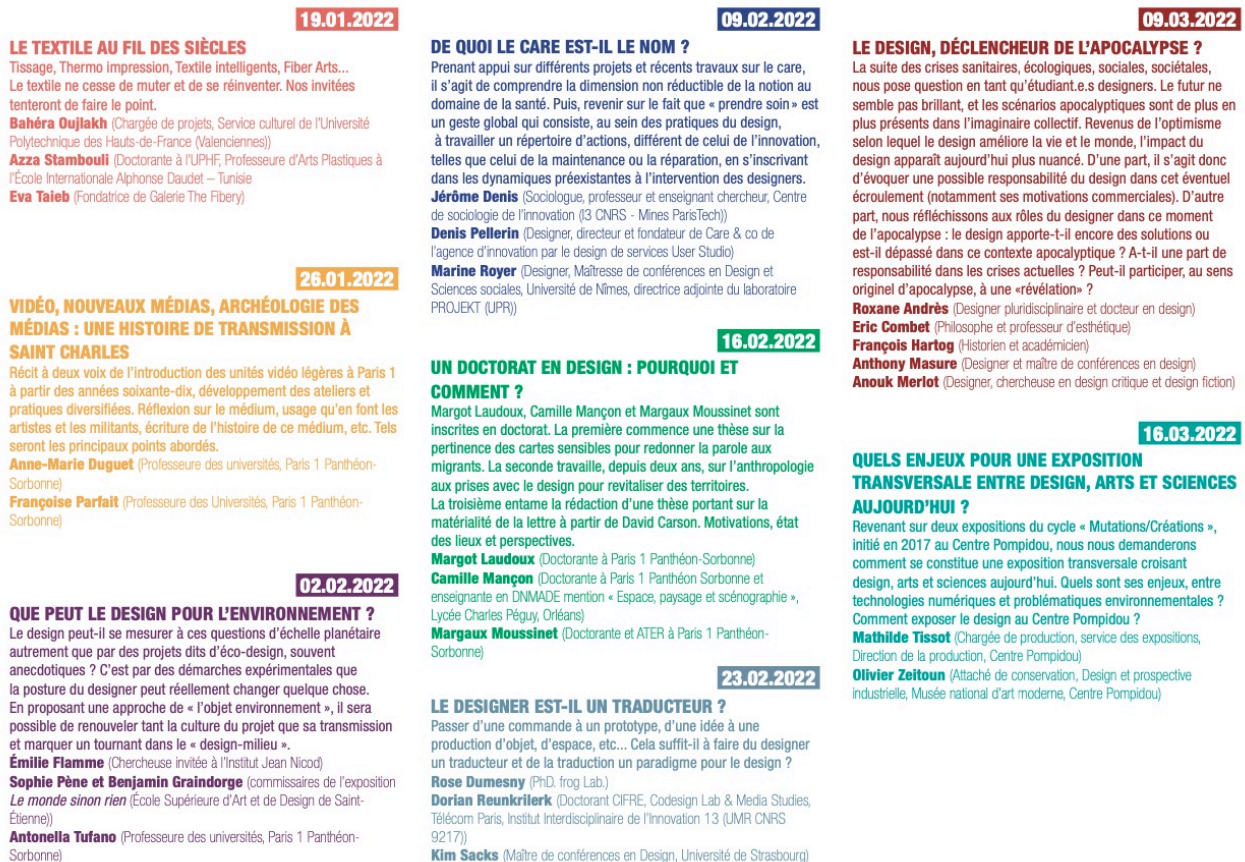 19.01.2022
LE TEXTILE AU FIL DES SIÈCLES
Tissage, Thermo impression, Textile intelligents, Fiber Arts...
Le textile ne cesse de muter et de se réinventer. Nos invitées
tenteront de faire le point.
Bahéra Oujlakh (Chargée de projets, Service culturel de l'Université
Polytechnique des Hauts-de-France (Valenciennes))
Azza Stambouli (Doctorante à l'UPHF, Professeure d'Arts Plastiques à
l'École Internationale Alphonse Daudet – Tunisie
Eva Taieb (Fondatrice de Galerie The Fibery)
26.01.2022
VIDÉO, NOUVEAUX MÉDIAS, ARCHÉOLOGIE DES
MÉDIAS : UNE HISTOIRE DE TRANSMISSION À
SAINT CHARLES
Récit à deux voix de l'introduction des unités vidéo légères à Paris 1
à partir des années soixante-dix, développement des ateliers et
pratiques diversifiées. Réflexion sur le médium, usage qu'en font les
artistes et les militants, écriture de l'histoire de ce médium, etc. Tels
seront les principaux points abordés.
Anne-Marie Duguet (Professeure des universités, Paris 1 Panthéon-
Sorbonne)
Françoise Parfait (Professeure des Universités, Paris 1 Panthéon-
Sorbonne)
02.02.2022
QUE PEUT LE DESIGN POUR L'ENVIRONNEMENT ?
Le design peut-il se mesurer à ces questions d'échelle planétaire
autrement que par des projets dits d'éco-design, souvent
anecdotiques ? C'est par des démarches expérimentales que
la posture du designer peut réellement changer quelque chose.
En proposant une approche de « l'objet environnement », il sera
possible de renouveler tant la culture du projet que sa transmission
et marquer un tournant dans le « design-milieu ».
Émilie Flamme (Chercheuse invitée à l'Institut Jean Nicod)
Sophie Pène et Benjamin Graindorge (commissaires de l'exposition
Le monde sinon rien (École Supérieure d'Art et de Design de Saint-
Étienne))
Antonella Tufano (Professeure des universités, Paris 1 Panthéon-
Sorbonne)
09.02.2022
DE QUOI LE CARE EST-IL LE NOM ?
Prenant appui sur différents projets et récents travaux sur le care,
il s'agit de comprendre la dimension non réductible de la notion au
domaine de la santé. Puis, revenir sur le fait que « prendre soin » est
un geste global qui consiste, au sein des pratiques du design,
à travailler un répertoire d'actions, différent de celui de l'innovation,
telles que celui de la maintenance ou la réparation, en s'inscrivant
dans les dynamiques préexistantes à l'intervention des designers.
Jérôme Denis (Sociologue, professeur et enseignant chercheur, Centre
de sociologie de l'innovation (I3 CNRS - Mines ParisTech))
Denis Pellerin (Designer, directeur et fondateur de Care & co de
l'agence d'innovation par le design de services User Studio)
Marine Royer (Designer, Maîtresse de conférences en Design et
Sciences sociales, Université de Nîmes, directrice adjointe du laboratoire
PROJEKT (UPR))
16.02.2022
UN DOCTORAT EN DESIGN : POURQUOI ET
COMMENT ?
Margot Laudoux, Camille Mançon et Margaux Moussinet sont
inscrites en doctorat. La première commence une thèse sur la
pertinence des cartes sensibles pour redonner la parole aux
migrants. La seconde travaille, depuis deux ans, sur l'anthropologie
aux prises avec le design pour revitaliser des territoires.
La troisième entame la rédaction d'une thèse portant sur la
matérialité de la lettre à partir de David Carson. Motivations, état
des lieux et perspectives.
Margot Laudoux (Doctorante à Paris 1 Panthéon-Sorbonne)
Camille Mançon (Doctorante à Paris 1 Panthéon Sorbonne et
enseignante en DNMADE mention « Espace, paysage et scénographie »,
Lycée Charles Péguy, Orléans)
Margaux Moussinet (Doctorante et ATER à Paris 1 Panthéon-
Sorbonne)
23.02.2022
LE DESIGNER EST-IL UN TRADUCTEUR ?
Passer d'une commande à un prototype, d'une idée à une
production d'objet, d'espace, etc... Cela suffit-il à faire du designer
un traducteur et de la traduction un paradigme pour le design ?
Rose Dumesny (PhD. frog Lab.)
Dorian Reunkrilerk (Doctorant CIFRE, Codesign Lab & Media Studies,
Télécom Paris, Institut Interdisciplinaire de l'Innovation 13 (UMR CNRS
9217))
Kim Sacks (Maître de conférences en Design, Université de Strasbourg)
09.03.2022
LE DESIGN, DÉCLENCHEUR DE L'APOCALYPSE ?
La suite des crises sanitaires, écologiques, sociales, sociétales,
nous pose question en tant qu'étudiant.e.s designers. Le futur ne
semble pas brillant, et les scénarios apocalyptiques sont de plus en
plus présents dans l'imaginaire collectif. Revenus de l'optimisme
selon lequel le design améliore la vie et le monde, l'impact du
design apparaît aujourd'hui plus nuancé. D'une part, il s'agit donc
d'évoquer une possible responsabilité du design dans cet éventuel
écroulement (notamment ses motivations commerciales). D'autre
part, nous réfléchissons aux rôles du designer dans ce moment
de l'apocalypse : le design apporte-t-il encore des solutions ou
est-il dépassé dans ce contexte apocalyptique ? A-t-il une part de
responsabilité dans les crises actuelles ? Peut-il participer, au sens
originel d'apocalypse, à une «révélation» ?
Roxane Andrès (Designer pluridisciplinaire et docteur en design)
Eric Combet (Philosophe et professeur d'esthétique)
François Hartog (Historien et académicien)
Anthony Masure (Designer et maître de conférences en design)
Anouk Merlot (Designer, chercheuse en design critique et design fiction)
16.03.2022
QUELS ENJEUX POUR UNE EXPOSITION
TRANSVERSALE ENTRE DESIGN, ARTS ET SCIENCES
AUJOURD'HUI ?
Revenant sur deux expositions du cycle « Mutations/Créations »,
initié en 2017 au Centre Pompidou, nous nous demanderons
comment se constitue une exposition transversale croisant
design, arts et sciences aujourd'hui. Quels sont ses enjeux, entre
technologies numériques et problématiques environnementales ?
Comment exposer le design au Centre Pompidou ?
Mathilde Tissot (Chargée de production, service des expositions,
Direction de la production, Centre Pompidou)
Olivier Zeitoun (Attaché de conservation, Design et prospective
industrielle, Musée national d'art moderne, Centre Pompidou)